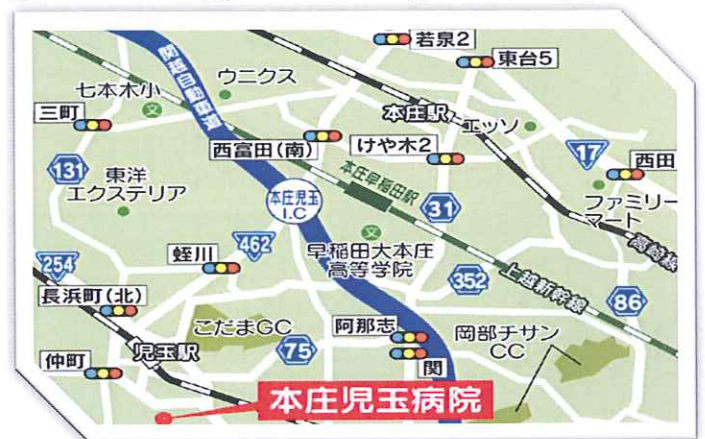 若泉2
東台5
関越自動車道
ウニクス
七本木小
文
三町
本庄駅
エッソ
17
西富田(南)
けや木2
西田
131
東洋
エクステリア
本庄児玉
I.C
本庄早稲田駅
31
ファミリー
マート
462
254
蛭川
早稲田大本庄
高等学院
文
352
上越新幹線
高崎線
86
長浜町(北)
こだまGC
阿那志
岡部チサン
CC
仲町
児玉駅
75
関
本庄児玉病院